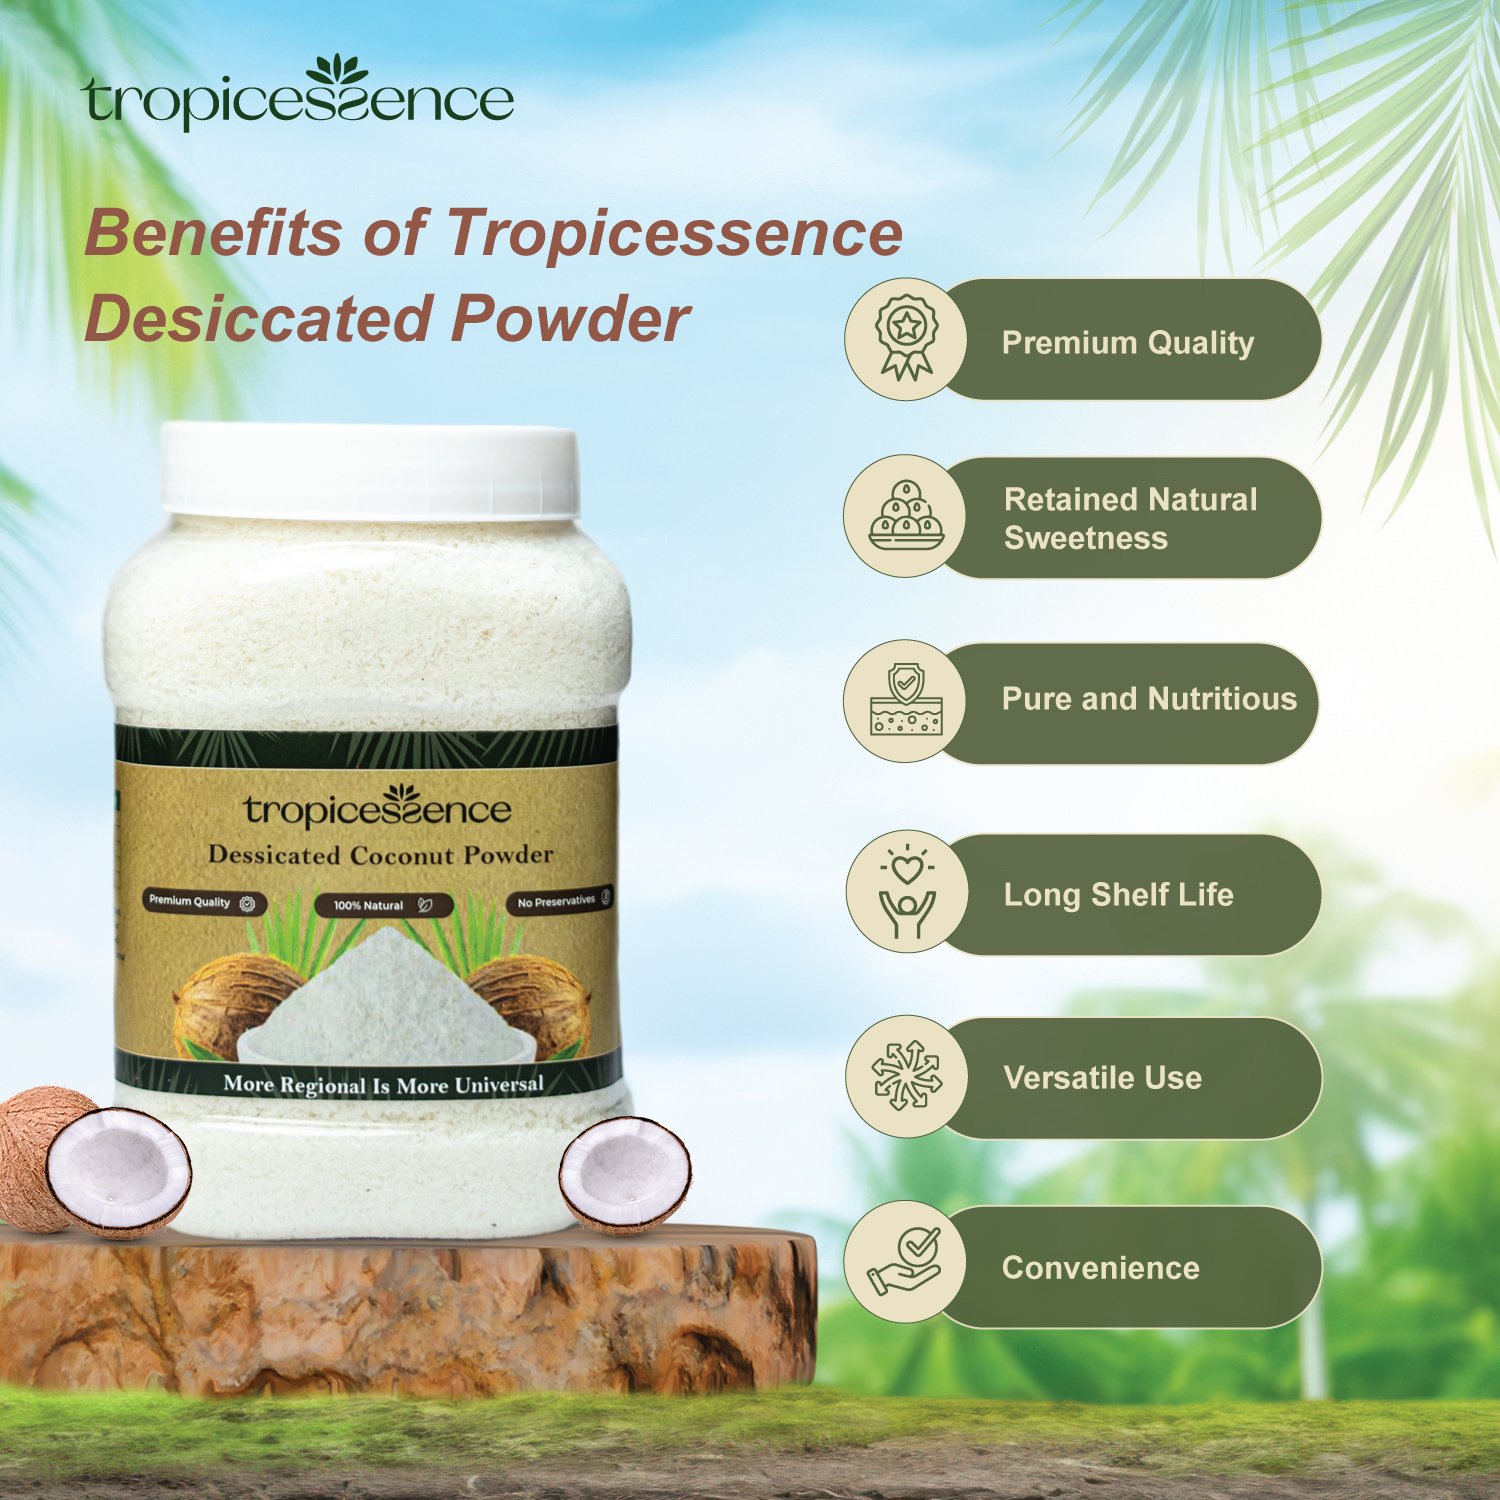 tropicessence
Benefits of Tropicessence
Desiccated Powder
Premium Quality
Retained Natural
Sweetness
Pure and Nutritious
Long Shelf Life
Versatile Use
Convenience
tropicessence
Dessicated Coconut Powder
Premium Quality
100% Natural
No Preservatives
More Regional Is More Universal